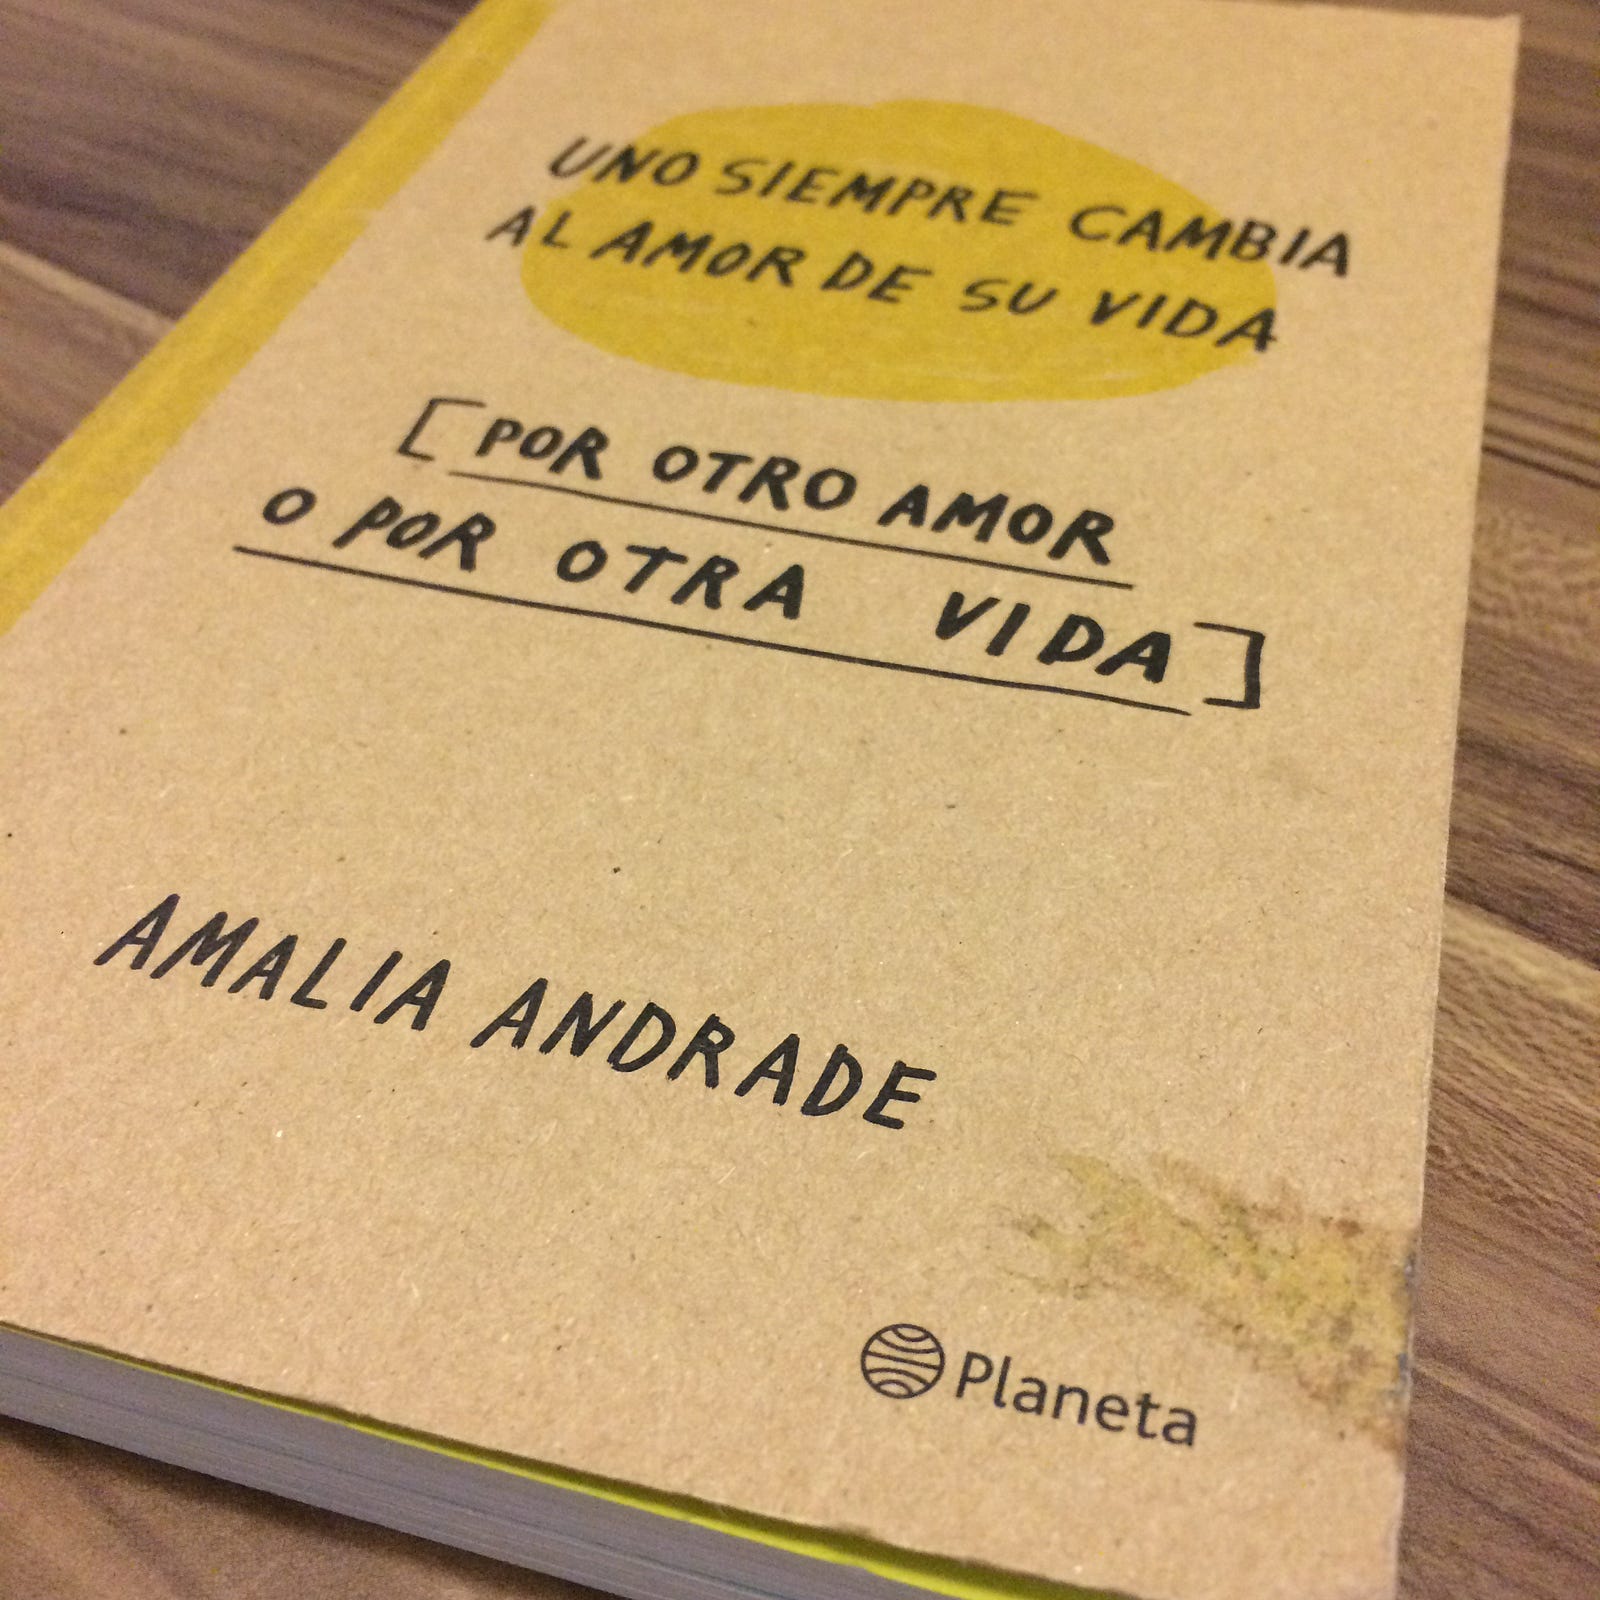 UNO SIEMPRE CAMBIA
AL AMOR DE SU VIDA
[POR OTRO AMOR
O POR OTRA VIDA]
AMALIA ANDRADE
Planeta